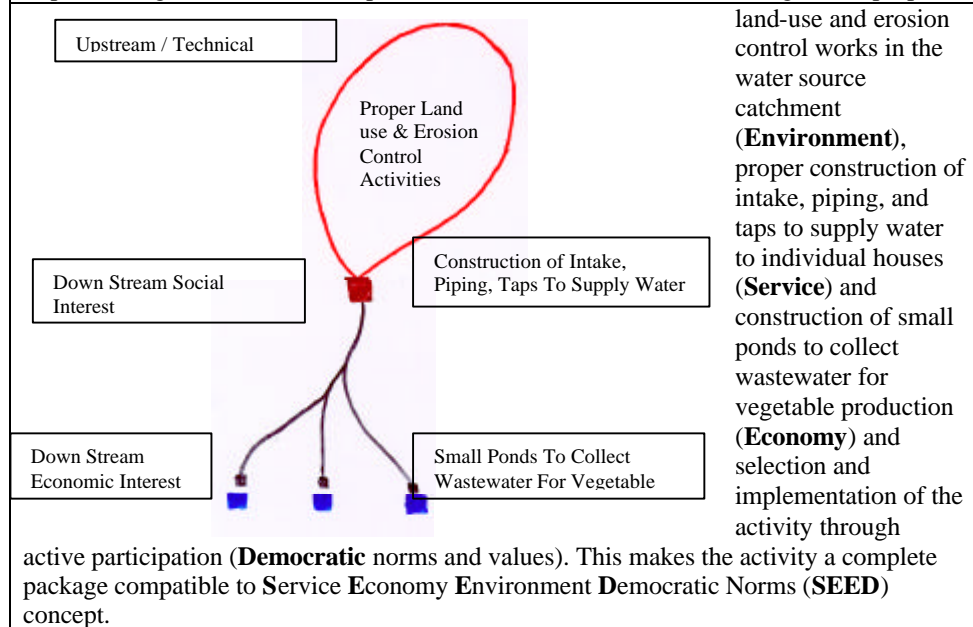 land-use and erosion
control works in the
water source
catchment
(Environment),
proper construction of
intake, piping, and
taps to supply water
to individual houses
(Service) and
construction of small
ponds to collect
wastewater for
vegetable production
(Economy) and
selection and
implementation of the
activity through
active participation (Democratic norms and values). This makes the activity a complete
package compatible to Service Economy Environment Democratic Norms (SEED)
concept.
Upstream / Technical
Proper Land
use & Erosion
Control
Activities
Down Stream Social
Interest
Construction of Intake,
Piping, Taps To Supply Water
Down Stream
Economic Interest
Small Ponds To Collect
Wastewater For Vegetable